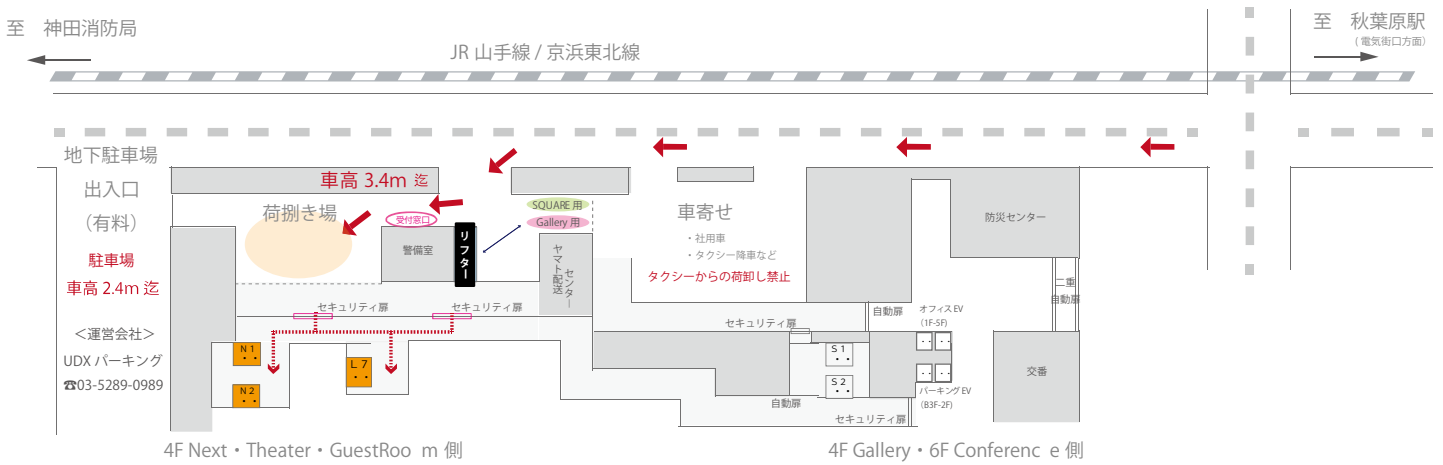 至　神田消防局
至　秋葉原駅
( 電気街口方面)
JR 山手線 / 京浜東北線
地下駐車場
出入口
（有料）
駐車場
車高 2.4m 迄
＜運営会社＞
UDX パーキング
☎03-5289-0989
車高 3.4m 迄
荷捌き場
受付窓口
警備室
リフター
SQUARE 用
Gallery 用
ヤマト配送
センター
車寄せ
・社用車
・タクシー降車など
タクシーからの荷卸し禁止
防災センター
二重
自動扉
セキュリティ扉
セキュリティ扉
セキュリティ扉
自動扉
オフィス EV
(1F-5F)
N 1
N 2
L 7
S 1
S 2
パーキング EV
(B3F-2F)
自動扉
セキュリティ扉
交番
4F Next・Theater・GuestRoo m 側
4F Gallery・6F Conferenc e 側